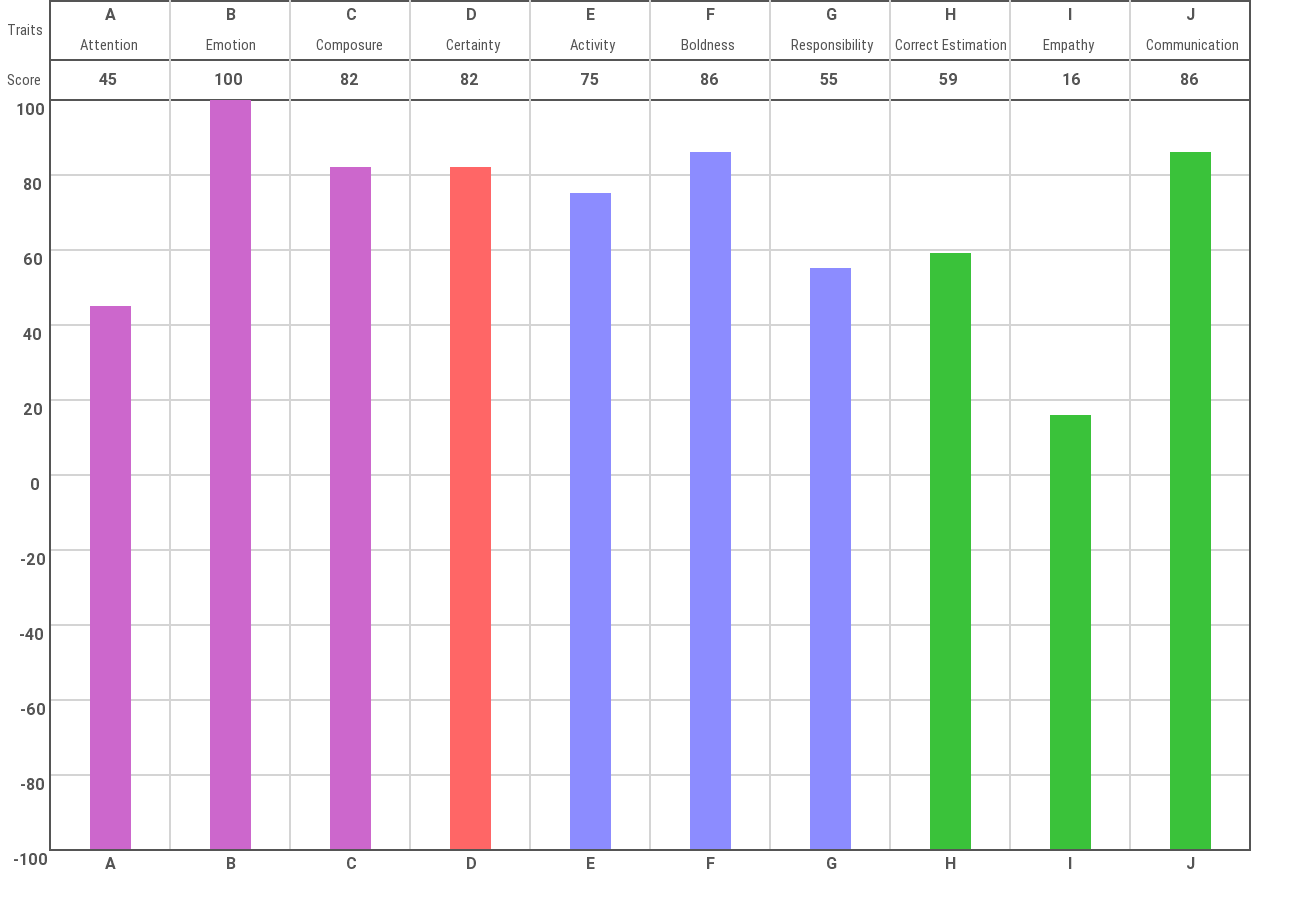 Traits A B C D E F G H I J
Attention Emotion Composure Certainty Activity Boldness Responsibility Correct Estimation Empathy Communication
Score 45 100 82 82 75 86 55 59 16 86
100
80
60
40
20
0
-20
-40
-60
-80
-100
A B C D E F G H I J